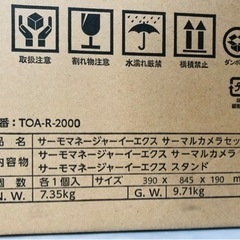 取扱注意 割れ物注意 水濡れ厳禁 横積禁止 ダンボ
番：TOA-R-2000
サーモマネージャーイーエクス サーマルカメラセッ
内容物 サーモマネージャーイーエクス サーマルカメラ
サーモマネージャーイーエクス スタンド
個 数 各１個入 サイズ 390 x 845 x 190 m
N. W. 7.35kg G. W. 9.71kg